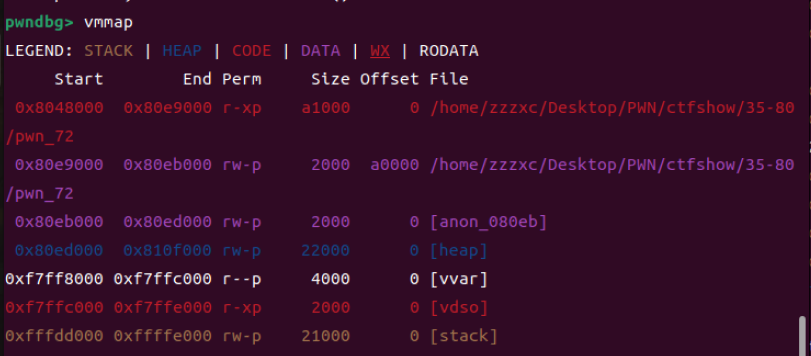 pwndbg> vmmap
LEGEND: STACK | HEAP | CODE | DATA | WX | RODATA
Start End Perm Size Offset File
0x8048000 0x80e9000 r-xp a1000 0 /home/zzzxc/Desktop/PWN/ctfshow/35-80
/pwn_72
0x80e9000 0x80eb000 rw-p 2000 a0000 /home/zzzxc/Desktop/PWN/ctfshow/35-80
/pwn_72
0x80eb000 0x80ed000 rw-p 2000 0 [anon_080eb]
0x80ed000 0x810f000 rw-p 22000 0 [heap]
0xf7ff8000 0xf7ffc000 r--p 4000 0 [vvar]
0xf7ffc000 0xf7ffe000 r-xp 2000 0 [vdso]
0xfffdd000 0xffffe000 rw-p 21000 0 [stack]